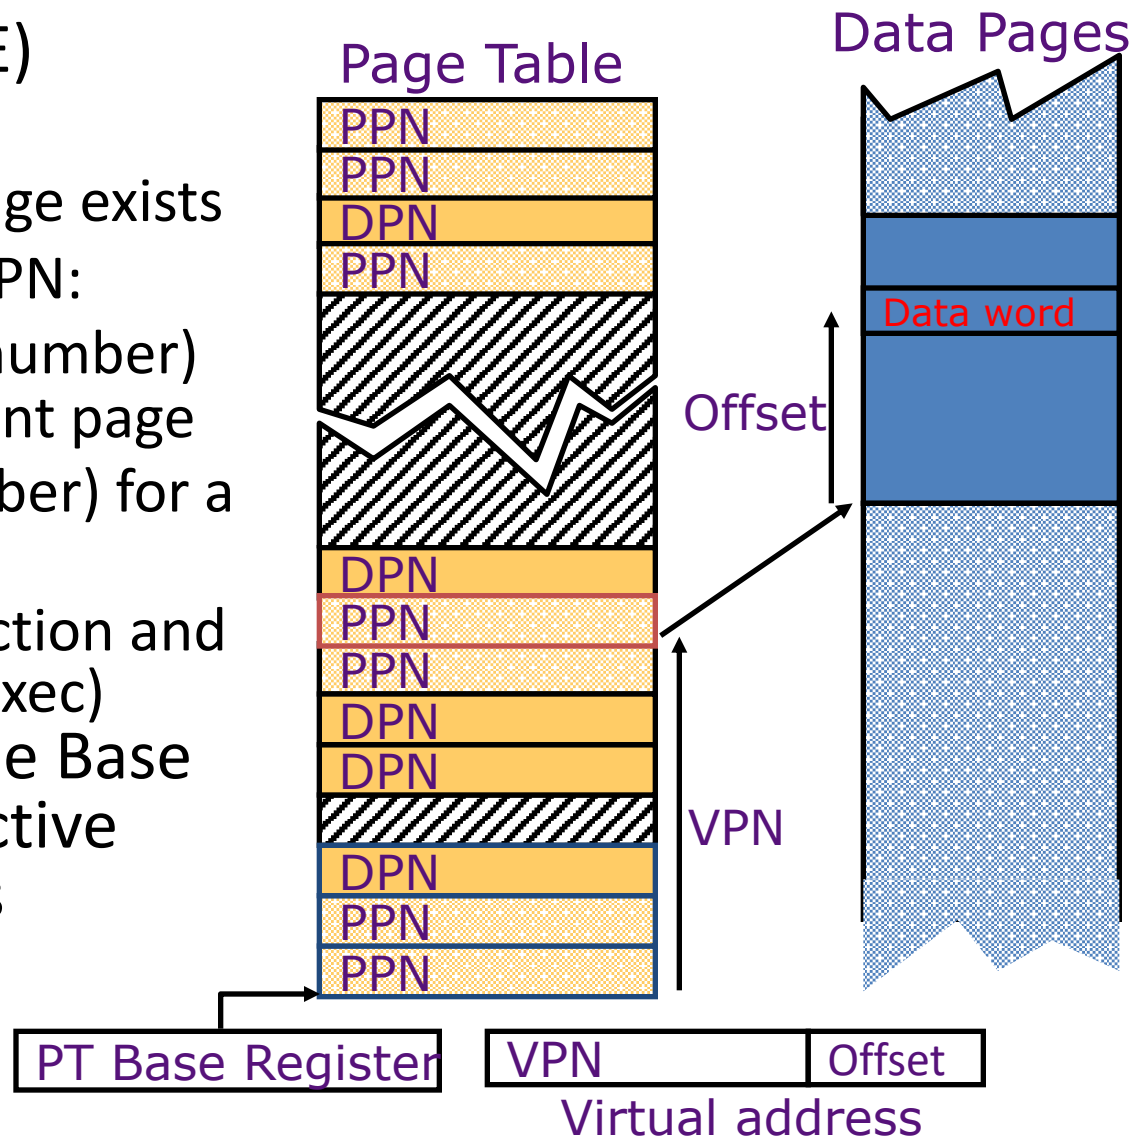 E)
ge exists
PN:
number)
nt page
ber) for a
ction and
xec)
e Base
ctive
s
Page Table
PPN
PPN
DPN
PPN
DPN
PPN
PPN
DPN
DPN
DPN
PPN
PPN
PT Base Register
VPN
Offset
Data Pages
Data word
VPN Offset
Virtual address